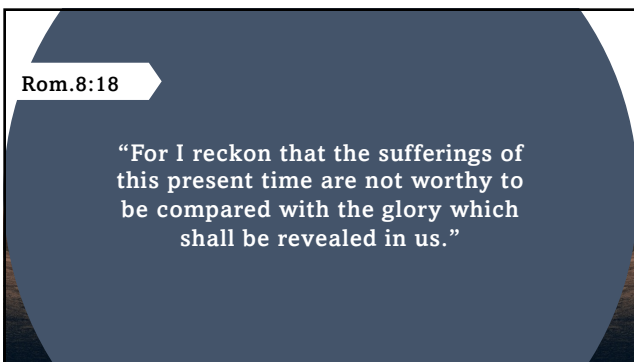 Rom.8:18
“For I reckon that the sufferings of
this present time are not worthy to
be compared with the glory which
shall be revealed in us.”